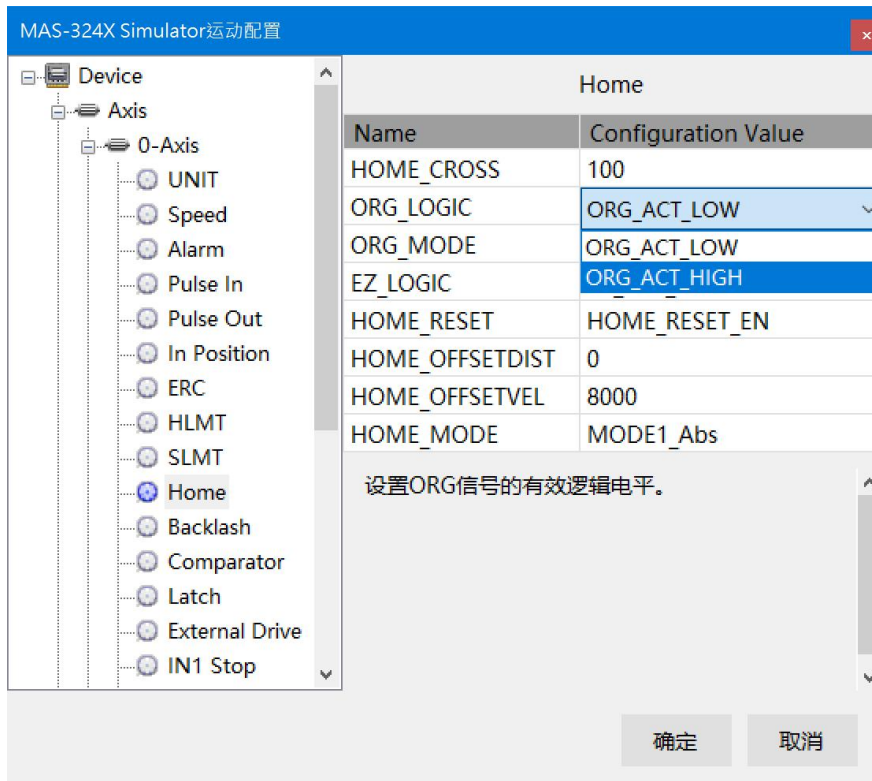 MAS-324X Simulator运动配置
Device
Axis
0-Axis
UNIT
Speed
Alarm
Pulse In
Pulse Out
In Position
ERC
HLMT
SLMT
Home
Backlash
Comparator
Latch
External Drive
IN1 Stop
Home
Name Configuration Value
HOME_CROSS 100
ORG_LOGIC ORG_ACT_LOW
ORG_MODE ORG_ACT_LOW
EZ_LOGIC ORG_ACT_HIGH
HOME_RESET HOME_RESET_EN
HOME_OFFSETDIST 0
HOME_OFFSETVEL 8000
HOME_MODE MODE1_Abs
设置ORG信号的有效逻辑电平。
确定 取消